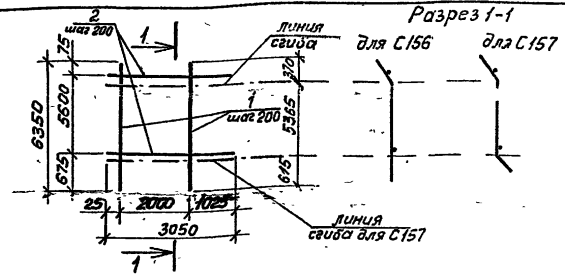 Разрез 1-1
2
шаг 200
1
линия
сгиба
для С156
для С157
75
5600
675
6350
370
5365
615
1
шаг 200
25
2000
1025
3050
линия
сгиба для С157
1